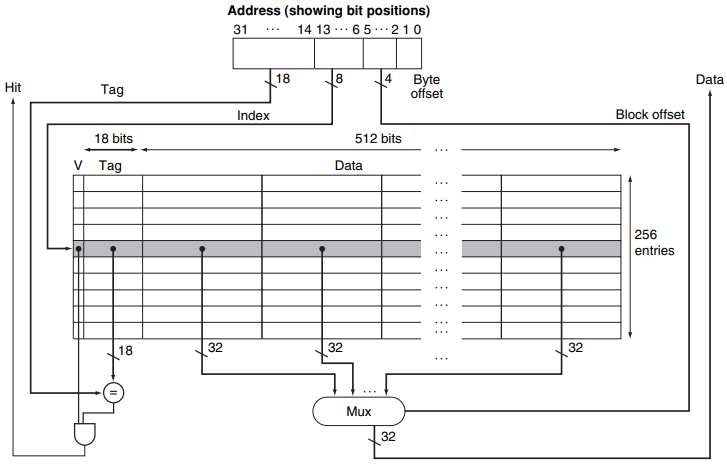 Address (showing bit positions)
31 ··· 14 13 ··· 6 5 ··· 2 1 0
18 8 4 Byte
offset
Hit
Data
Tag
Index
Block offset
18 bits
512 bits
···
V Tag
Data
···
···
···
···
256
entries
···
···
···
···
···
···
18
32
32
···
32
=
···
Mux
32